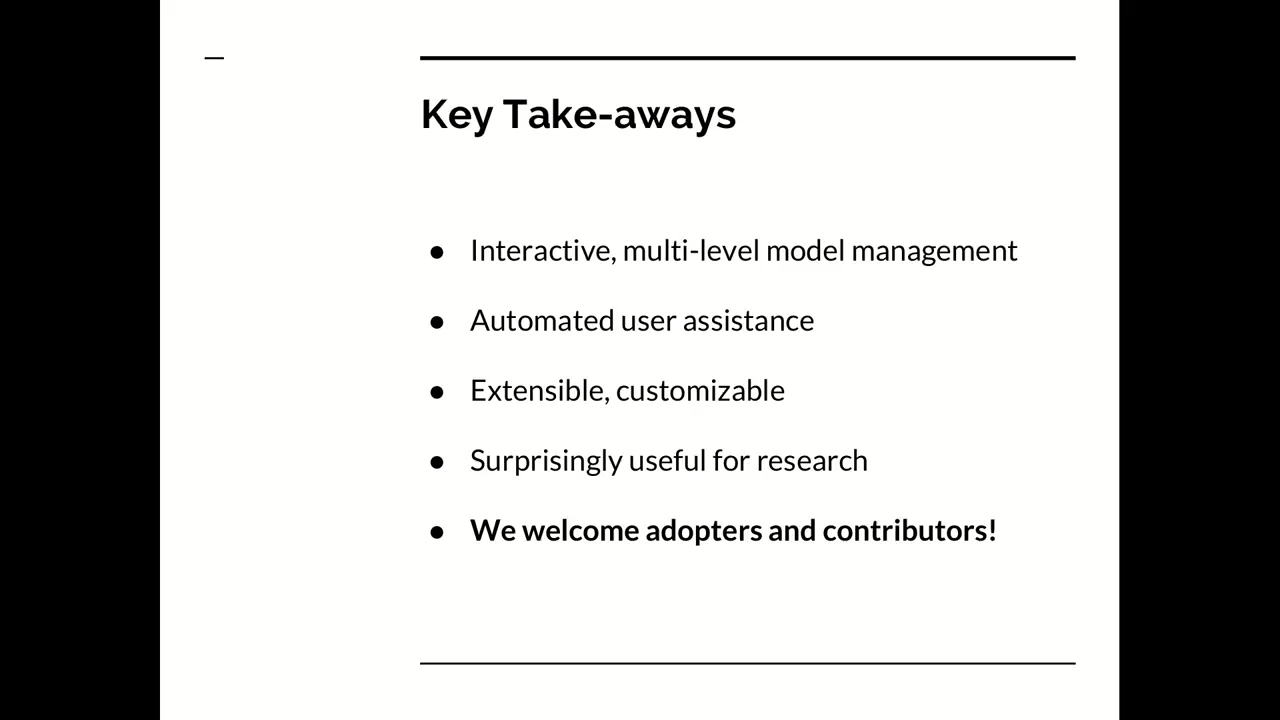 Key Take-aways
● Interactive, multi-level model management
● Automated user assistance
● Extensible, customizable
● Surprisingly useful for research
● We welcome adopters and contributors!